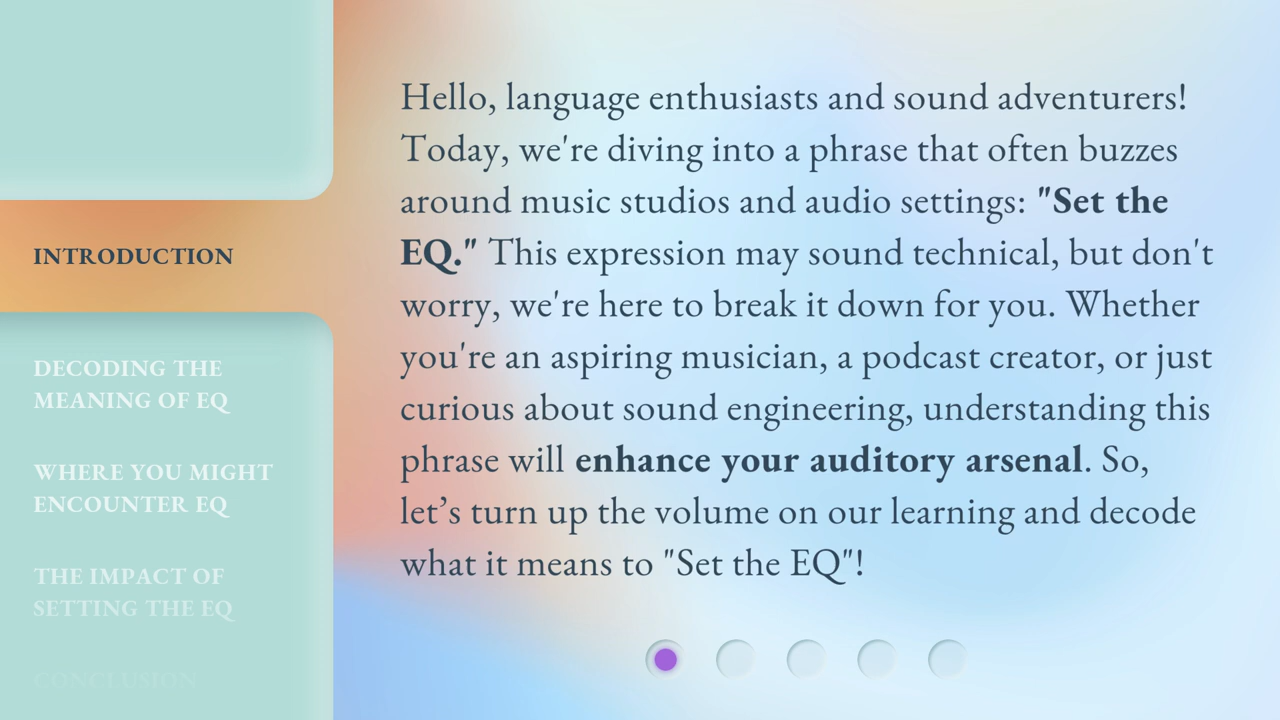 INTRODUCTION
DECODING THE
MEANING OF EQ
WHERE YOU MIGHT
ENCOUNTER EQ
THE IMPACT OF
SETTING THE EQ
CONCLUSION
Hello, language enthusiasts and sound adventurers!
Today, we're diving into a phrase that often buzzes
around music studios and audio settings: "Set the
EQ." This expression may sound technical, but don't
worry, we're here to break it down for you. Whether
you're an aspiring musician, a podcast creator, or just
curious about sound engineering, understanding this
phrase will enhance your auditory arsenal. So,
let’s turn up the volume on our learning and decode
what it means to "Set the EQ"!